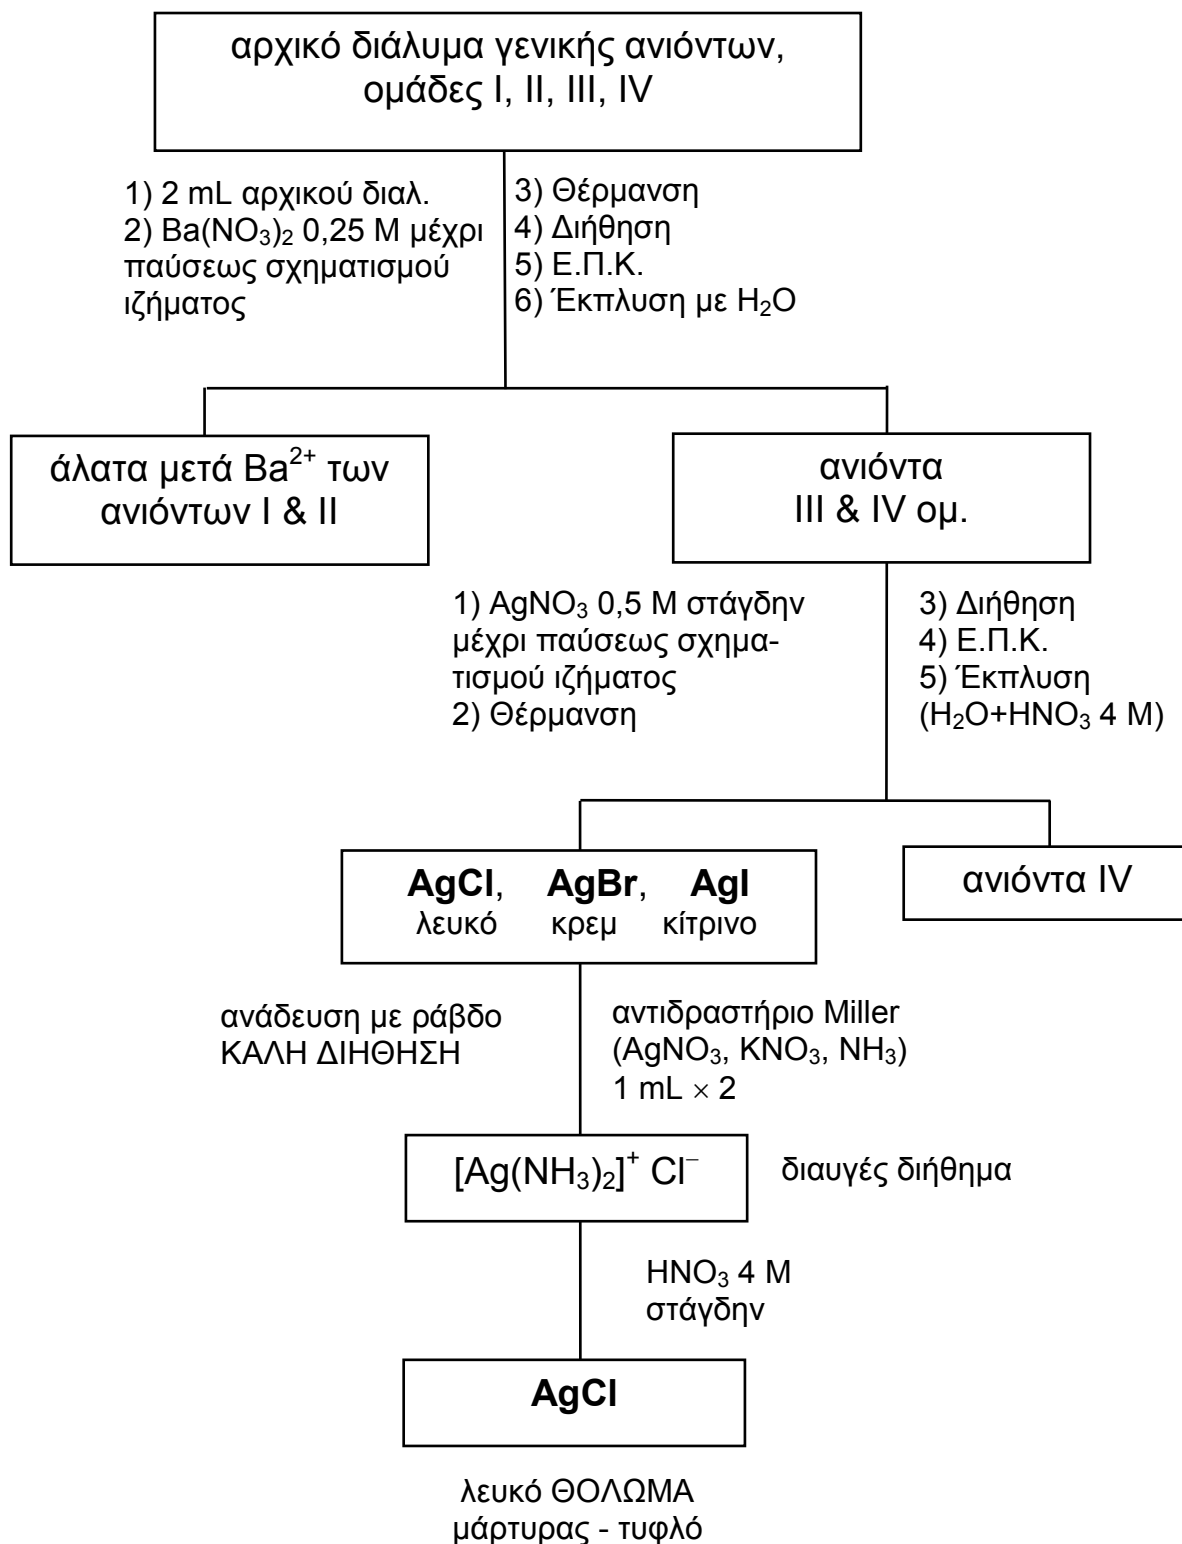 αρχικό διάλυμα γενικής ανιόντων,
ομάδες I, II, III, IV
1) 2 mL αρχικού διαλ.
2) Ba(NO₃)₂ 0,25 M μέχρι
παύσεως σχηματισμού
ιζήματος
3) Θέρμανση
4) Διήθηση
5) Ε.Π.Κ.
6) Έκπλυση με H₂O
άλατα μετά Ba²⁺ των
ανιόντων I & II
ανιόντα
III & IV ομ.
1) AgNO₃ 0,5 M στάγδην
μέχρι παύσεως σχημα-
τισμού ιζήματος
2) Θέρμανση
3) Διήθηση
4) Ε.Π.Κ.
5) Έκπλυση
(H₂O+HNO₃ 4 M)
AgCl, AgBr, AgI
λευκό κρεμ κίτρινο
ανιόντα IV
ανάδευση με ράβδο
ΚΑΛΗ ΔΙΗΘΗΣΗ
αντιδραστήριο Miller
(AgNO₃, KNO₃, NH₃)
1 mL × 2
[Ag(NH₃)₂]⁺ Cl⁻
διαυγές διήθημα
HNO₃ 4 M
στάγδην
AgCl
λευκό ΘΟΛΩΜΑ
μάρτυρας - τυφλό